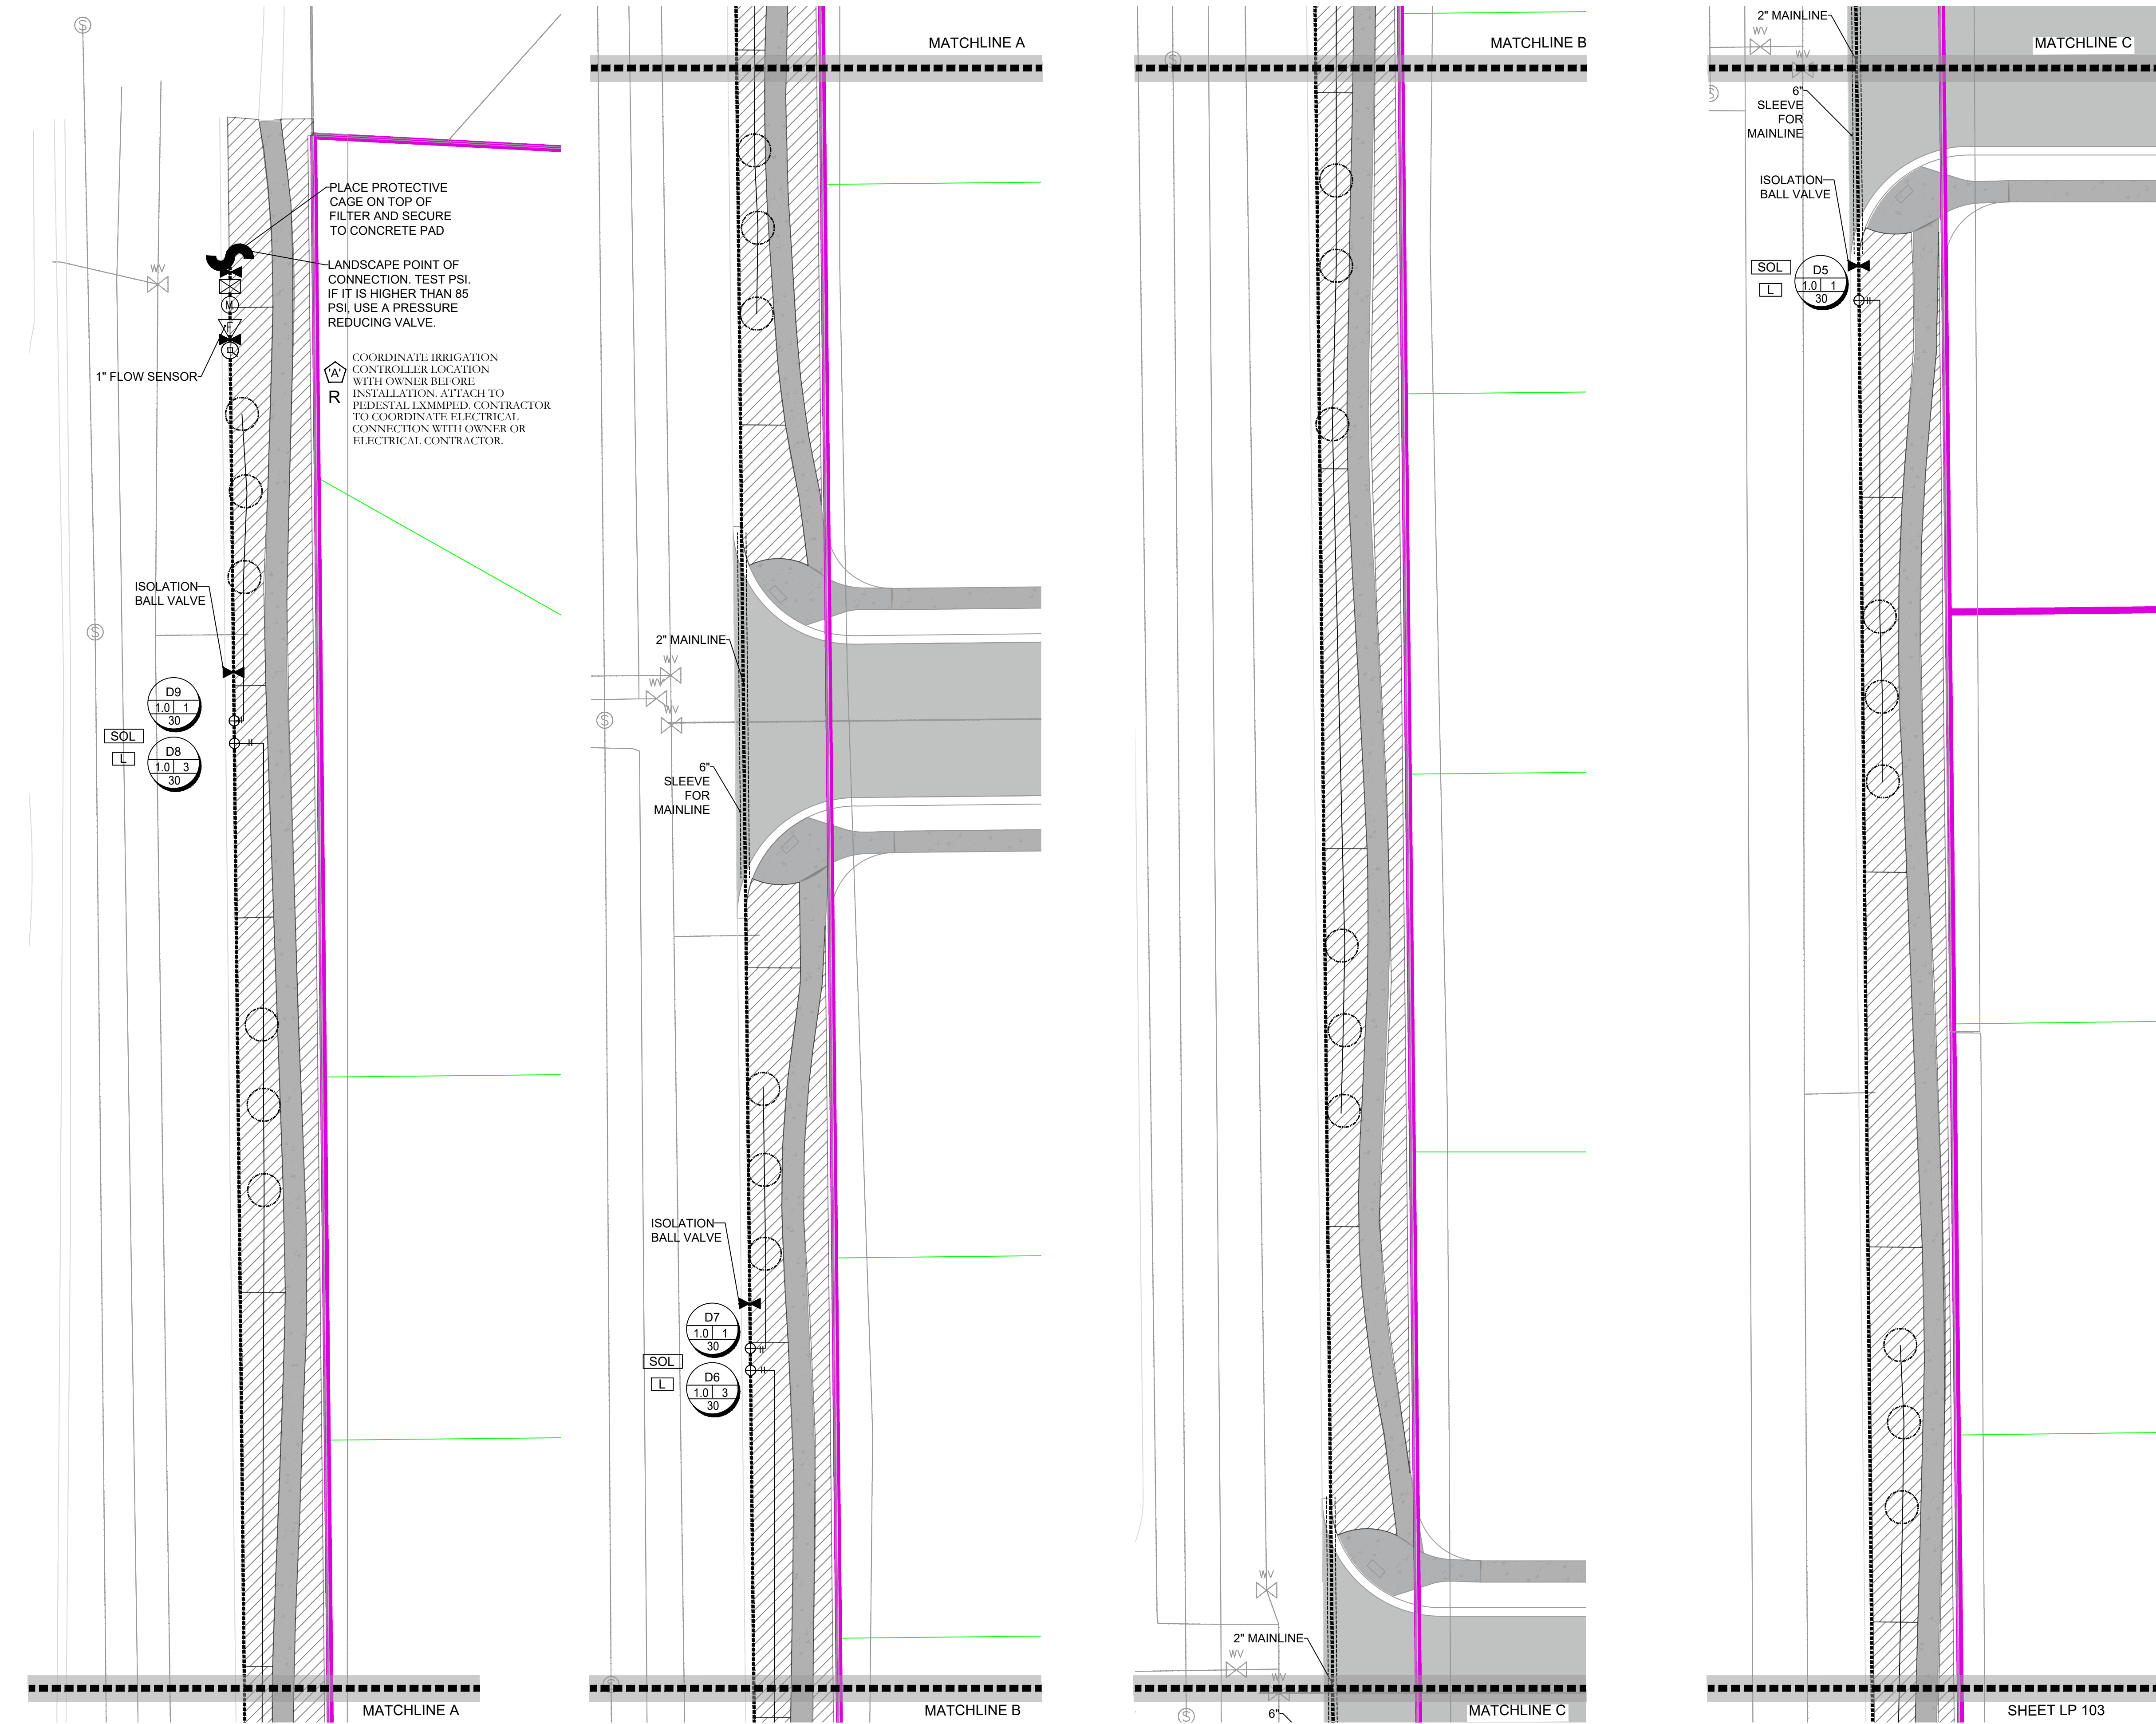 S
WV
PLACE PROTECTIVE
CAGE ON TOP OF
FILTER AND SECURE
TO CONCRETE PAD
LANDSCAPE POINT OF
CONNECTION. TEST PSI.
IF IT IS HIGHER THAN 85
PSI, USE A PRESSURE
REDUCING VALVE.
M
F
1" FLOW SENSOR
'A'
R
COORDINATE IRRIGATION
CONTROLLER LOCATION
WITH OWNER BEFORE
INSTALLATION. ATTACH TO
PEDESTAL LXMMPED. CONTRACTOR
TO COORDINATE ELECTRICAL
CONNECTION WITH OWNER OR
ELECTRICAL CONTRACTOR.
ISOLATION
BALL VALVE
S
D9
1.0 1
30
SOL
L
D8
1.0 3
30
MATCHLINE A
MATCHLINE A
2" MAINLINE
WV
WV
WV
S
6"
SLEEVE
FOR
MAINLINE
ISOLATION
BALL VALVE
D7
1.0 1
30
SOL
L
D6
1.0 3
30
S
MATCHLINE B
MATCHLINE B
S
WV
2" MAINLINE
WV
WV
S
6"
MATCHLINE C
2" MAINLINE
WV
WV
MATCHLINE C
S
6"
SLEEVE
FOR
MAINLINE
ISOLATION
BALL VALVE
SOL
L
D5
1.0 1
30
SHEET LP 103